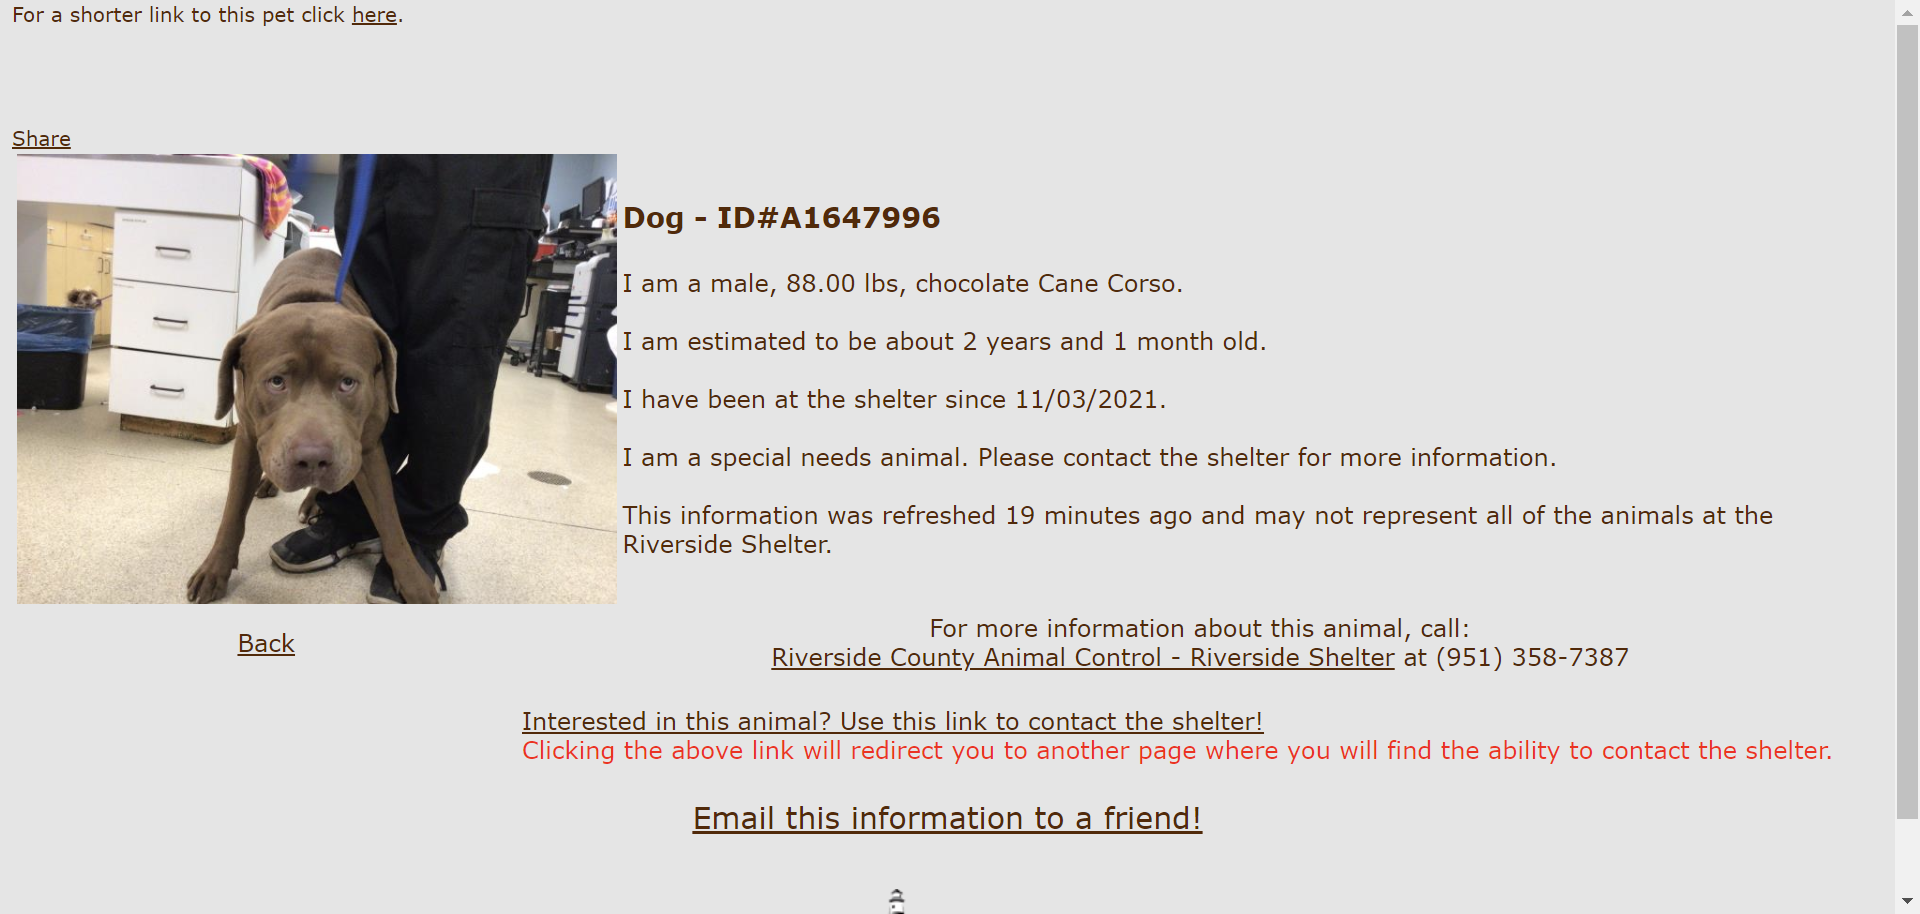 For a shorter link to this pet click here.
Share
Dog - ID#A1647996
I am a male, 88.00 lbs, chocolate Cane Corso.
I am estimated to be about 2 years and 1 month old.
I have been at the shelter since 11/03/2021.
I am a special needs animal. Please contact the shelter for more information.
This information was refreshed 19 minutes ago and may not represent all of the animals at the
Riverside Shelter.
Back
For more information about this animal, call:
Riverside County Animal Control - Riverside Shelter at (951) 358-7387
Interested in this animal? Use this link to contact the shelter!
Clicking the above link will redirect you to another page where you will find the ability to contact the shelter.
Email this information to a friend!